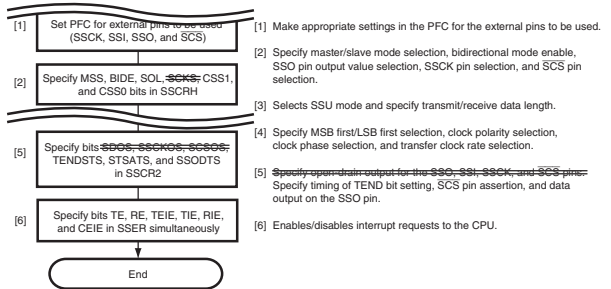 [1]
Set PFC for external pins to be used
(SSCK, SSI, SSO, and SCS)
[2]
Specify MSS, BIDE, SOL, SCKS, CSS1,
and CSS0 bits in SSCRH
[5]
Specify bits SDOS, SSCKOS, SCSOS,
TENDSTS, STSATS, and SSODTS
in SSCR2
[6]
Specify bits TE, RE, TEIE, TIE, RIE,
and CEIE in SSER simultaneously
End
[1] Make appropriate settings in the PFC for the external pins to be used.
[2] Specify master/slave mode selection, bidirectional mode enable,
SSO pin output value selection, SSCK pin selection, and SCS pin
selection.
[3] Selects SSU mode and specify transmit/receive data length.
[4] Specify MSB first/LSB first selection, clock polarity selection,
clock phase selection, and transfer clock rate selection.
[5] Specify open-drain output for the SSO, SSI, SSCK, and SCS pins.
Specify timing of TEND bit setting, SCS pin assertion, and data
output on the SSO pin.
[6] Enables/disables interrupt requests to the CPU.